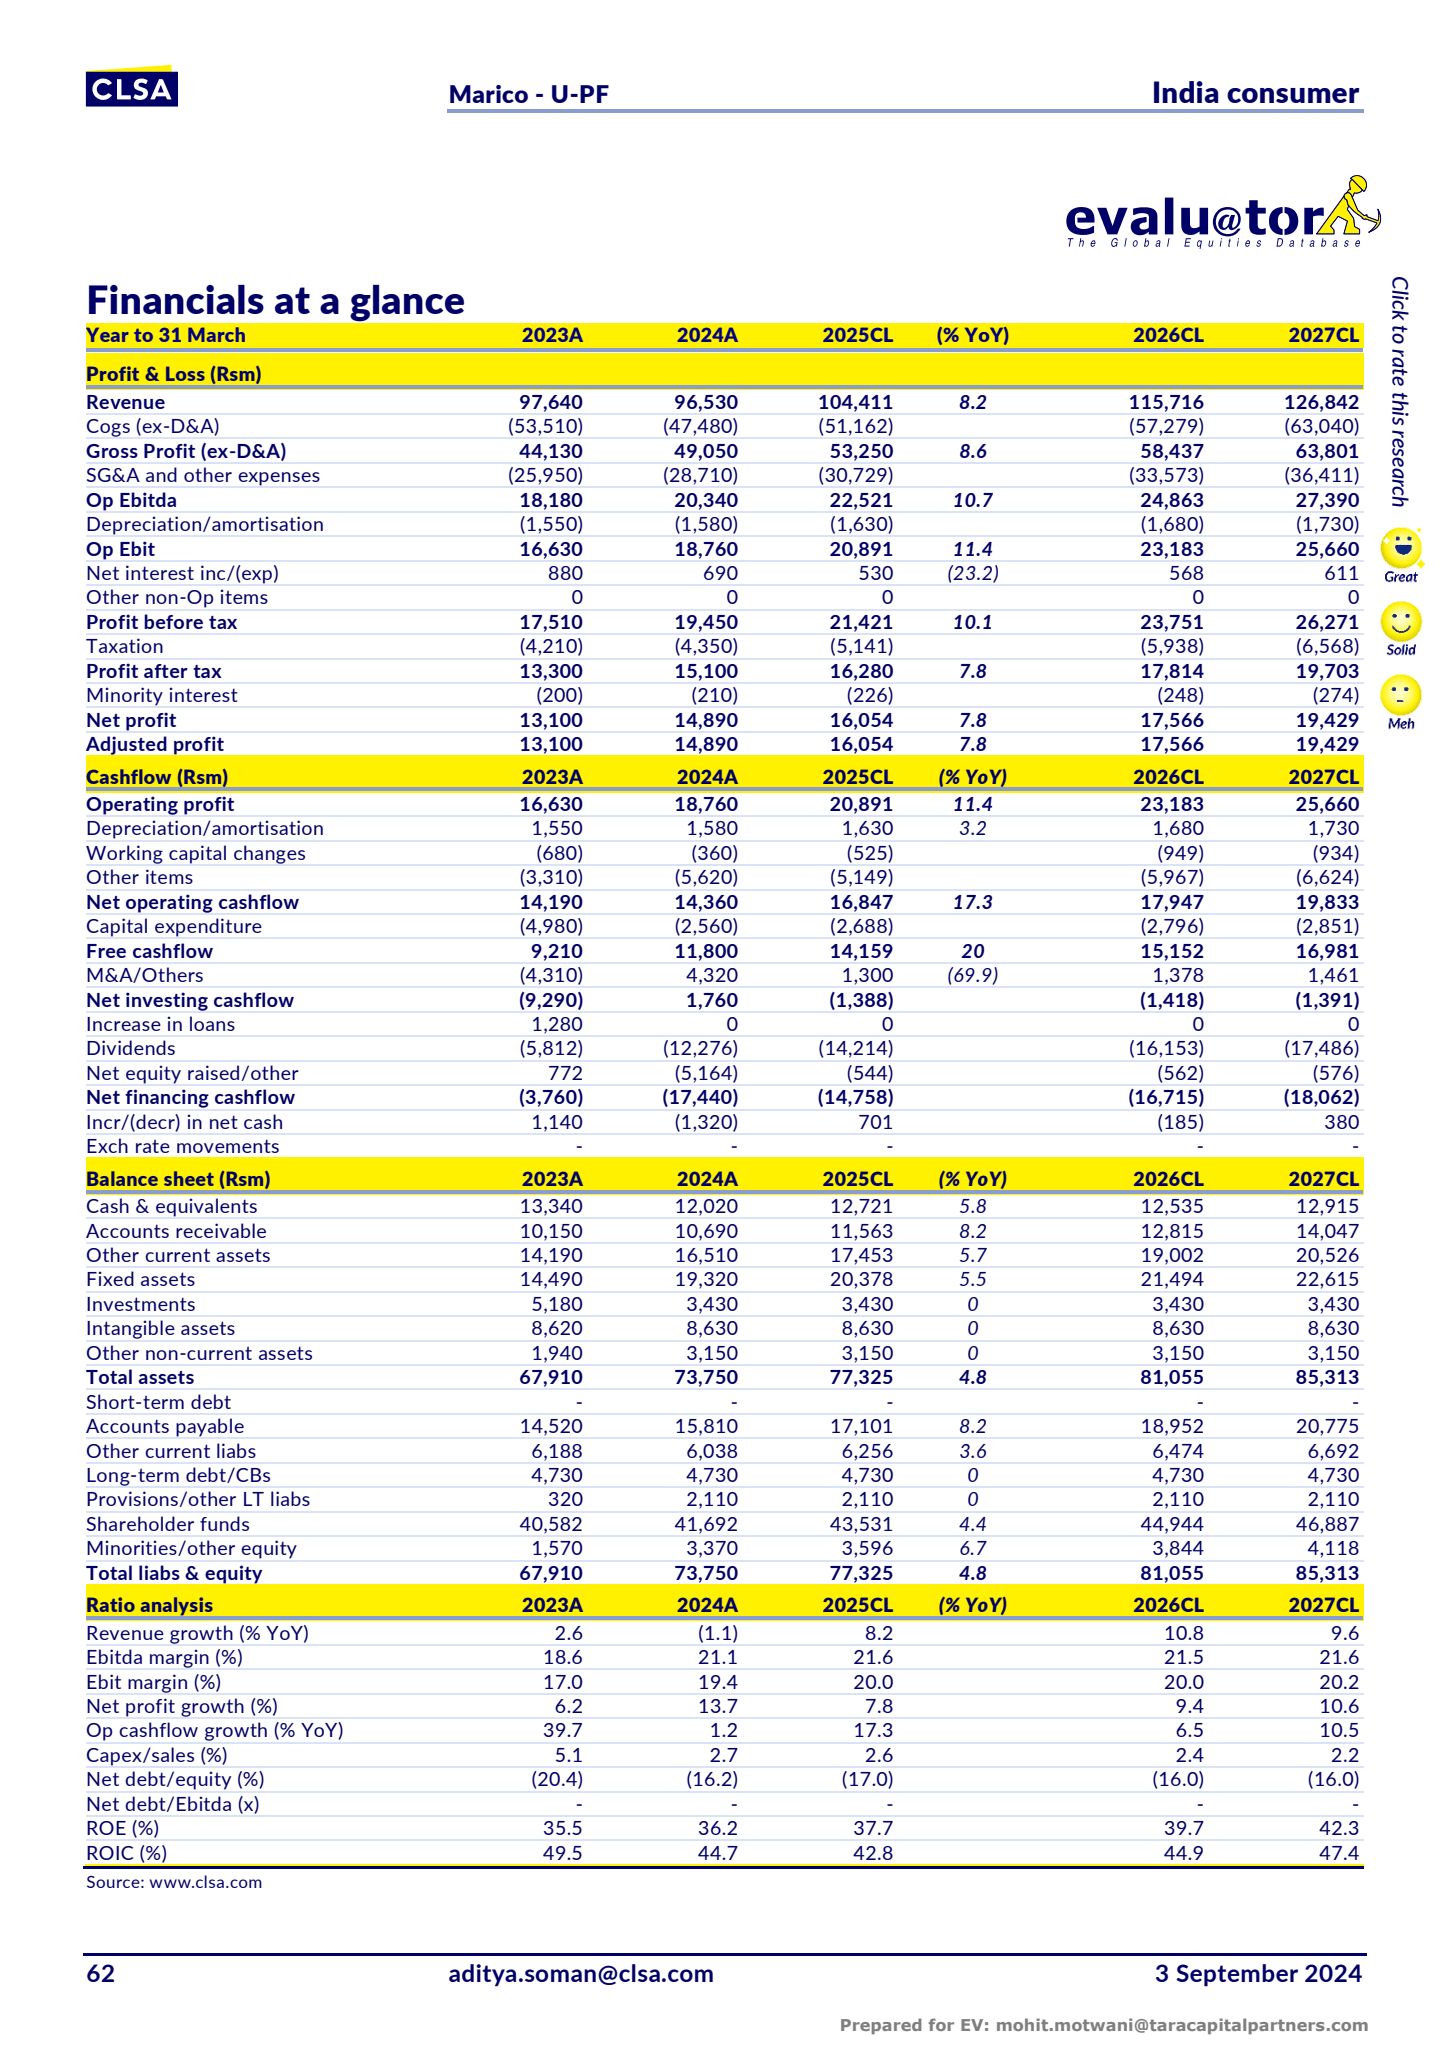 CLSA
Marico - U-PF
India consumer
evalu@tor
The Global Equities Database
Click to rate this research
Great
Solid
Meh
Financials at a glance
Year to 31 March 2023A 2024A 2025CL (% YoY) 2026CL 2027CL
Profit & Loss (Rsm)
Revenue 97,640 96,530 104,411 8.2 115,716 126,842
Cogs (ex-D&A) (53,510) (47,480) (51,162) (57,279) (63,040)
Gross Profit (ex-D&A) 44,130 49,050 53,250 8.6 58,437 63,801
SG&A and other expenses (25,950) (28,710) (30,729) (33,573) (36,411)
Op Ebitda 18,180 20,340 22,521 10.7 24,863 27,390
Depreciation/amortisation (1,550) (1,580) (1,630) (1,680) (1,730)
Op Ebit 16,630 18,760 20,891 11.4 23,183 25,660
Net interest inc/(exp) 880 690 530 (23.2) 568 611
Other non-Op items 0 0 0 0 0
Profit before tax 17,510 19,450 21,421 10.1 23,751 26,271
Taxation (4,210) (4,350) (5,141) (5,938) (6,568)
Profit after tax 13,300 15,100 16,280 7.8 17,814 19,703
Minority interest (200) (210) (226) (248) (274)
Net profit 13,100 14,890 16,054 7.8 17,566 19,429
Adjusted profit 13,100 14,890 16,054 7.8 17,566 19,429
Cashflow (Rsm) 2023A 2024A 2025CL (% YoY) 2026CL 2027CL
Operating profit 16,630 18,760 20,891 11.4 23,183 25,660
Depreciation/amortisation 1,550 1,580 1,630 3.2 1,680 1,730
Working capital changes (680) (360) (525) (949) (934)
Other items (3,310) (5,620) (5,149) (5,967) (6,624)
Net operating cashflow 14,190 14,360 16,847 17.3 17,947 19,833
Capital expenditure (4,980) (2,560) (2,688) (2,796) (2,851)
Free cashflow 9,210 11,800 14,159 20 15,152 16,981
M&A/Others (4,310) 4,320 1,300 (69.9) 1,378 1,461
Net investing cashflow (9,290) 1,760 (1,388) (1,418) (1,391)
Increase in loans 1,280 0 0 0 0
Dividends (5,812) (12,276) (14,214) (16,153) (17,486)
Net equity raised/other 772 (5,164) (544) (562) (576)
Net financing cashflow (3,760) (17,440) (14,758) (16,715) (18,062)
Incr/(decr) in net cash 1,140 (1,320) 701 (185) 380
Exch rate movements - - - - -
Balance sheet (Rsm) 2023A 2024A 2025CL (% YoY) 2026CL 2027CL
Cash & equivalents 13,340 12,020 12,721 5.8 12,535 12,915
Accounts receivable 10,150 10,690 11,563 8.2 12,815 14,047
Other current assets 14,190 16,510 17,453 5.7 19,002 20,526
Fixed assets 14,490 19,320 20,378 5.5 21,494 22,615
Investments 5,180 3,430 3,430 0 3,430 3,430
Intangible assets 8,620 8,630 8,630 0 8,630 8,630
Other non-current assets 1,940 3,150 3,150 0 3,150 3,150
Total assets 67,910 73,750 77,325 4.8 81,055 85,313
Short-term debt - - - - -
Accounts payable 14,520 15,810 17,101 8.2 18,952 20,775
Other current liabs 6,188 6,038 6,256 3.6 6,474 6,692
Long-term debt/CBs 4,730 4,730 4,730 0 4,730 4,730
Provisions/other LT liabs 320 2,110 2,110 0 2,110 2,110
Shareholder funds 40,582 41,692 43,531 4.4 44,944 46,887
Minorities/other equity 1,570 3,370 3,596 6.7 3,844 4,118
Total liabs & equity 67,910 73,750 77,325 4.8 81,055 85,313
Ratio analysis 2023A 2024A 2025CL (% YoY) 2026CL 2027CL
Revenue growth (% YoY) 2.6 (1.1) 8.2 10.8 9.6
Ebitda margin (%) 18.6 21.1 21.6 21.5 21.6
Ebit margin (%) 17.0 19.4 20.0 20.0 20.2
Net profit growth (%) 6.2 13.7 7.8 9.4 10.6
Op cashflow growth (% YoY) 39.7 1.2 17.3 6.5 10.5
Capex/sales (%) 5.1 2.7 2.6 2.4 2.2
Net debt/equity (%) (20.4) (16.2) (17.0) (16.0) (16.0)
Net debt/Ebitda (x) - - - - -
ROE (%) 35.5 36.2 37.7 39.7 42.3
ROIC (%) 49.5 44.7 42.8 44.9 47.4
Source: www.clsa.com
62 aditya.soman@clsa.com 3 September 2024
Prepared for EV: mohit.motwani@taracapitalpartners.com